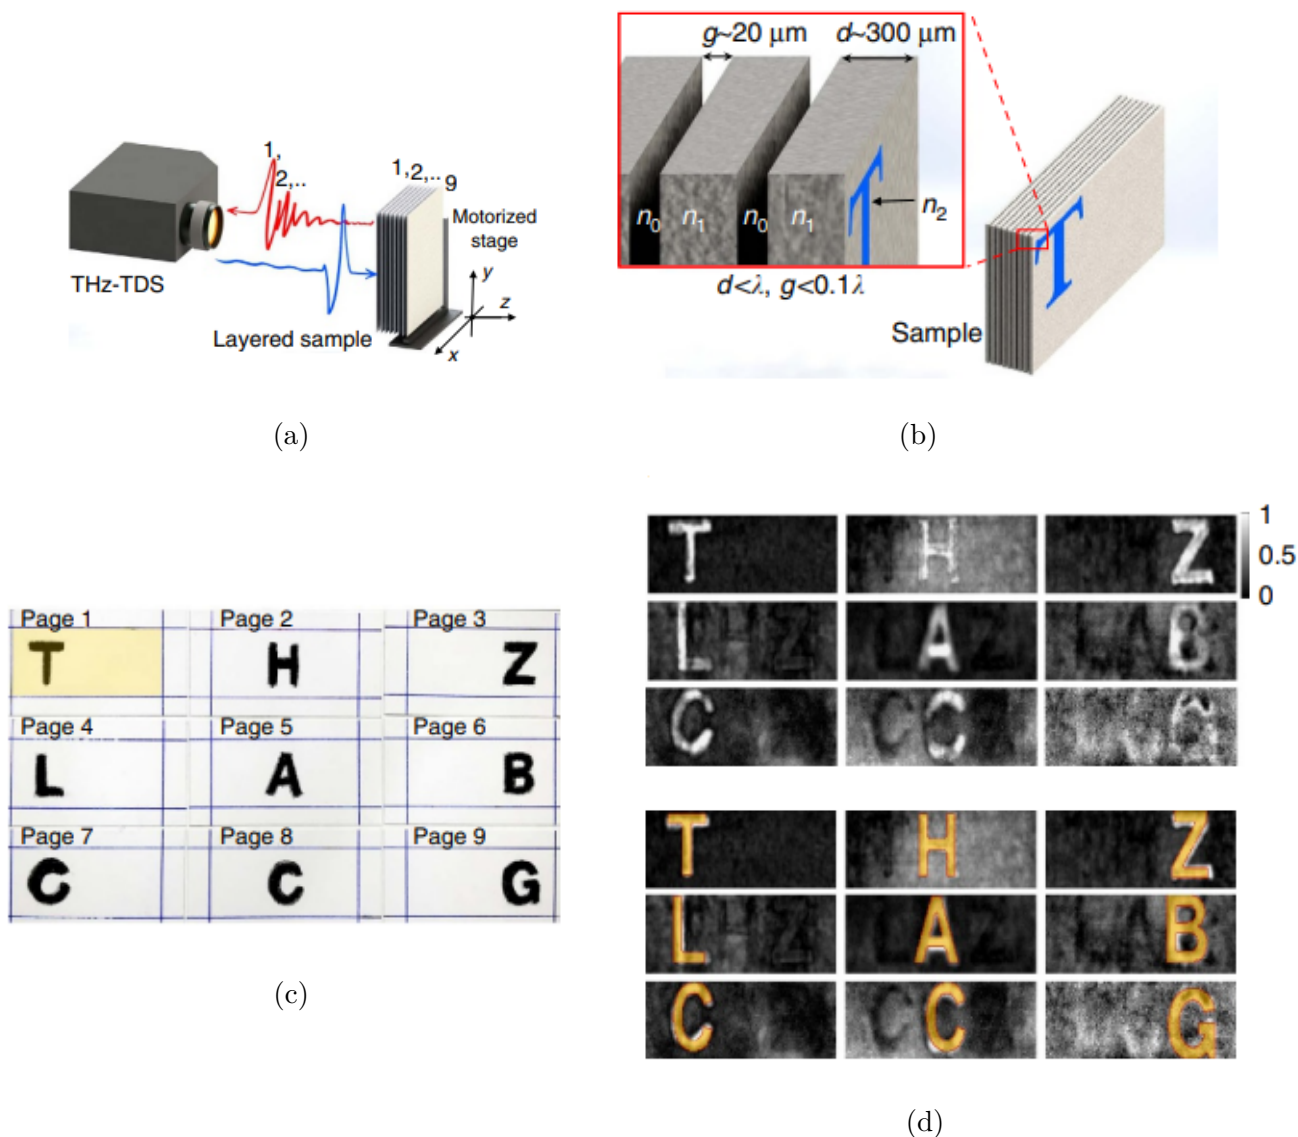 1,
2,..
1,2,.. 9
Motorized
stage
THz-TDS
y
z
x
Layered sample
(a)
g~20 μm
d~300 μm
n0
n1
n0
n1
T
n2
d<λ, g<0.1λ
T
Sample
(b)
Page 1
Page 2
Page 3
T
H
Z
Page 4
Page 5
Page 6
L
A
B
Page 7
Page 8
Page 9
C
C
G
(c)
T
H
Z
1
0.5
0
L H Z
A
B
C
C C
G
T
H
Z
L H Z
A
B
C
C C
G
(d)